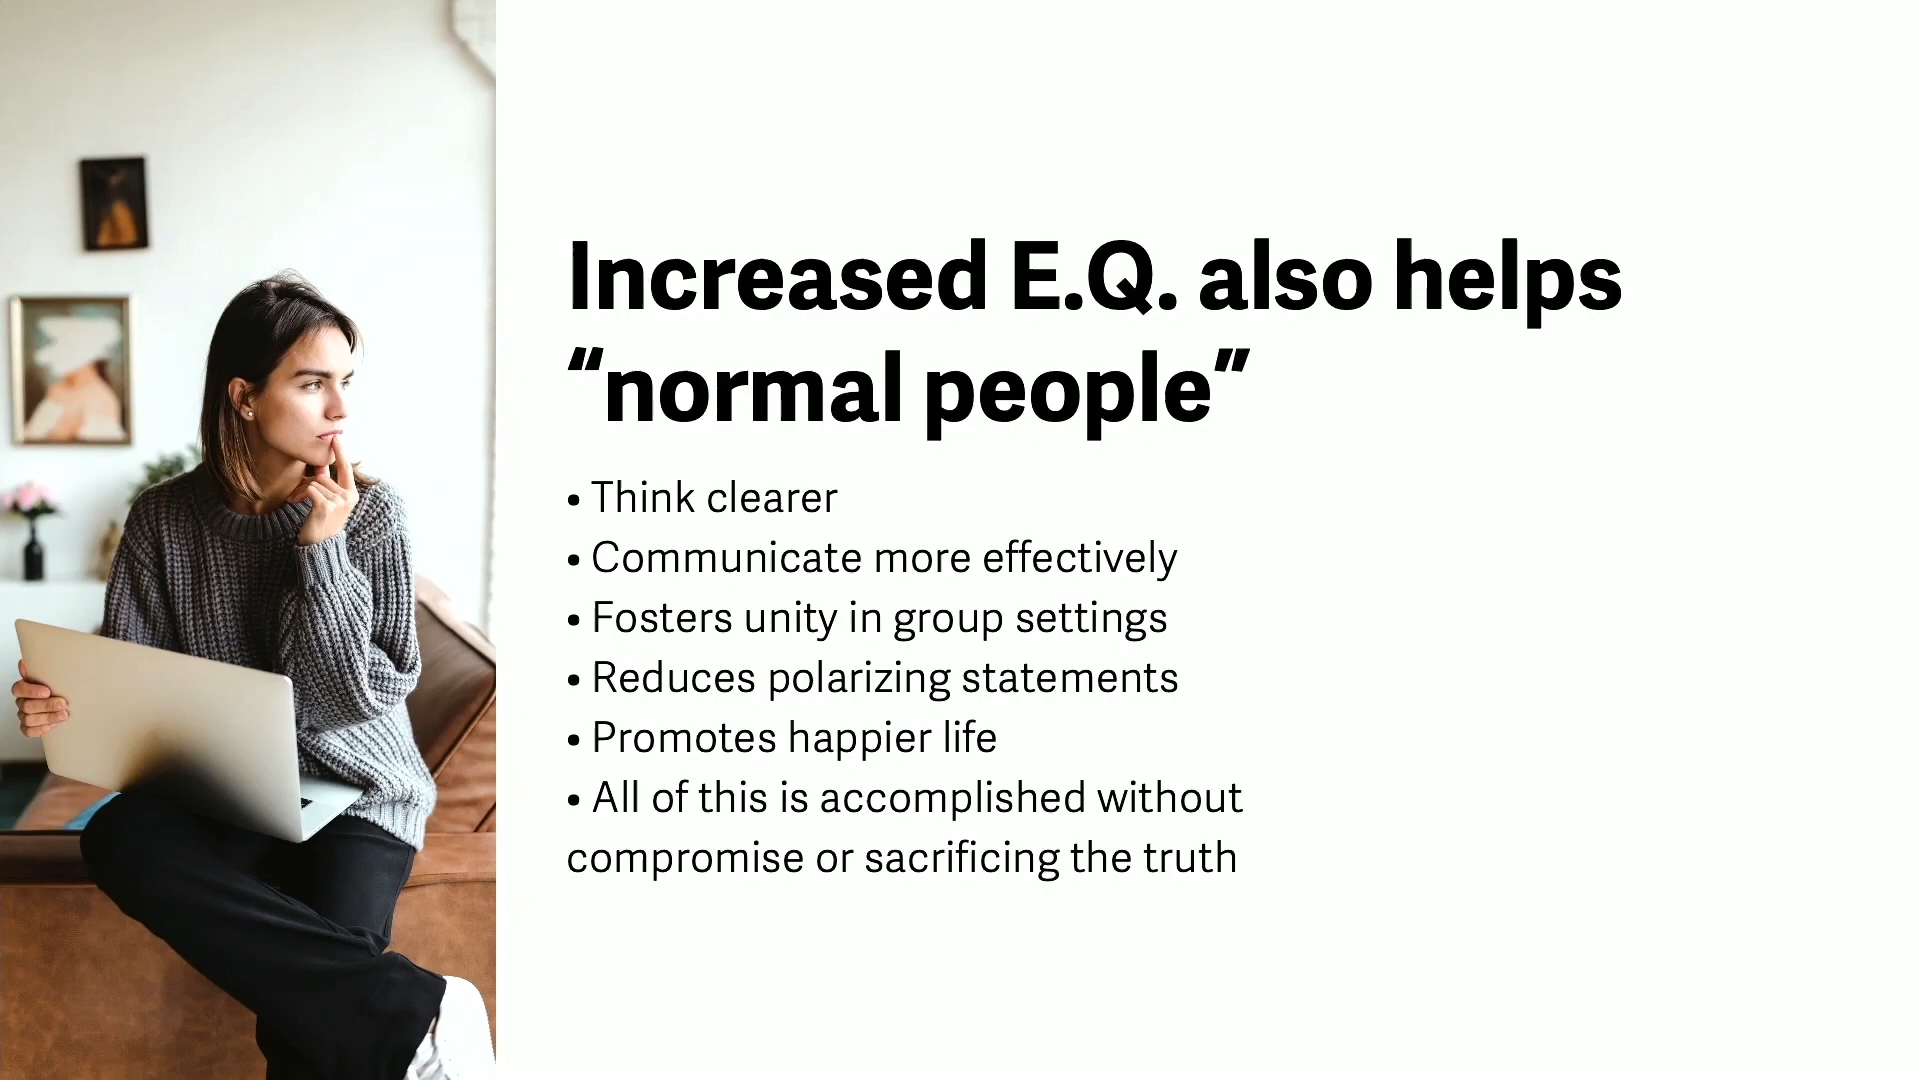 Increased E.Q. also helps
“normal people”
• Think clearer
• Communicate more effectively
• Fosters unity in group settings
• Reduces polarizing statements
• Promotes happier life
• All of this is accomplished without
compromise or sacrificing the truth